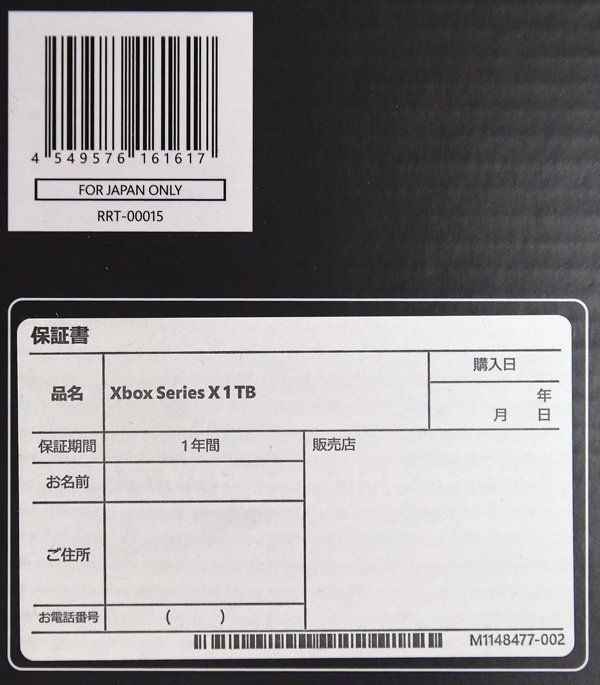 4 549576 161617
FOR JAPAN ONLY
RRT-00015
保証書
品名
Xbox Series X 1 TB
購入日
年
月 日
保証期間
1年間
販売店
お名前
ご住所
お電話番号
( )
M1148477-002